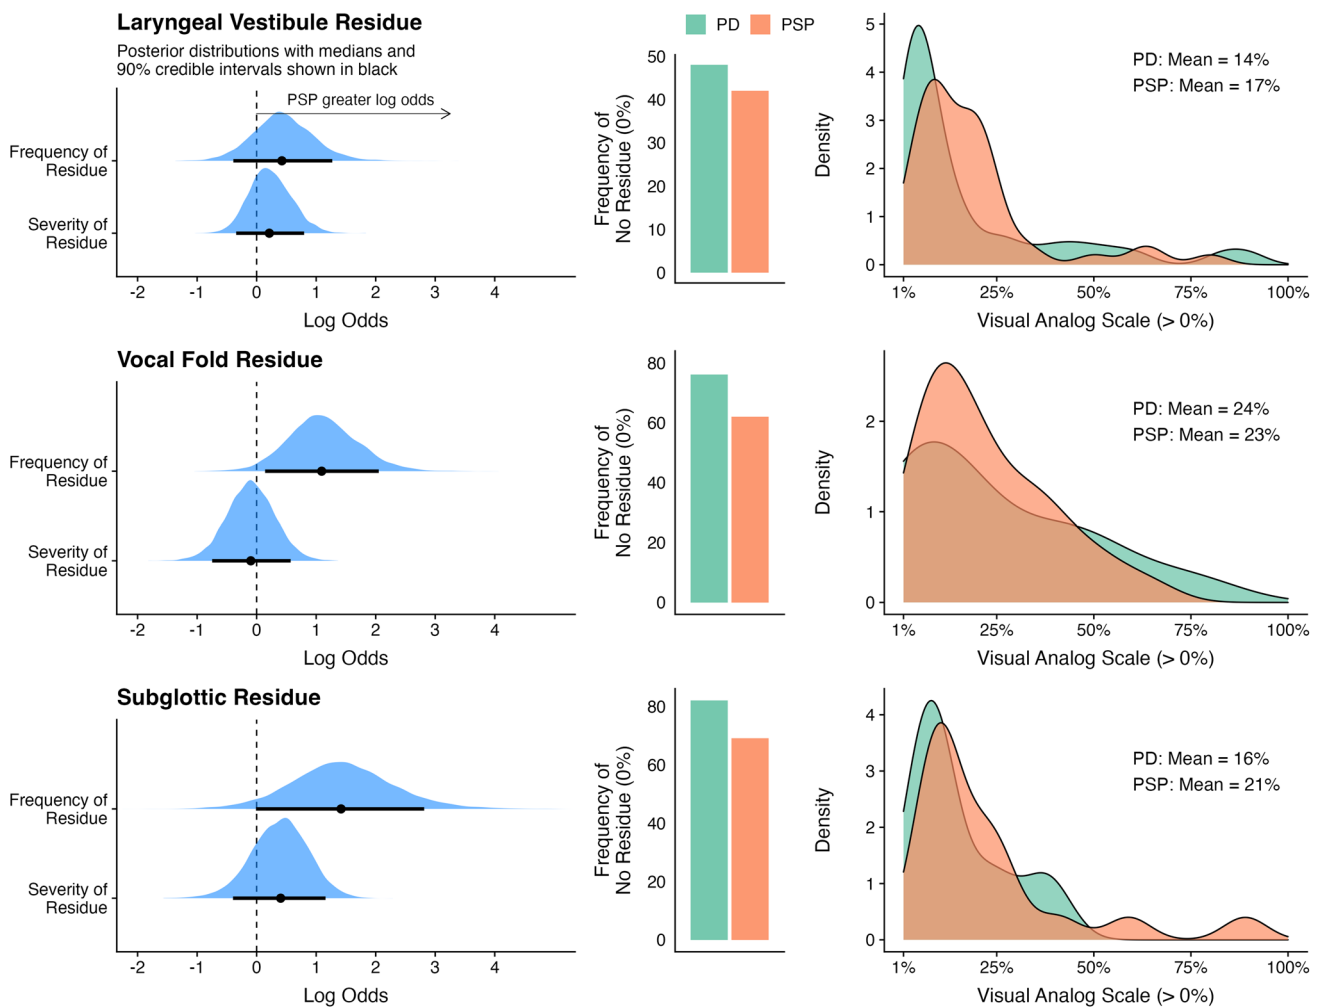 Laryngeal Vestibule Residue
Posterior distributions with medians and
90% credible intervals shown in black
PSP greater log odds
Frequency of
Residue
Severity of
Residue
-2 -1 0 1 2 3 4
Log Odds
PD PSP
Frequency of
No Residue (0%)
50
40
30
20
10
0
Density
5
4
3
2
1
0
PD: Mean = 14%
PSP: Mean = 17%
1% 25% 50% 75% 100%
Visual Analog Scale (> 0%)
Vocal Fold Residue
Frequency of
Residue
Severity of
Residue
-2 -1 0 1 2 3 4
Log Odds
Frequency of
No Residue (0%)
80
60
40
20
0
Density
2
1
0
PD: Mean = 24%
PSP: Mean = 23%
1% 25% 50% 75% 100%
Visual Analog Scale (> 0%)
Subglottic Residue
Frequency of
Residue
Severity of
Residue
-2 -1 0 1 2 3 4
Log Odds
Frequency of
No Residue (0%)
80
60
40
20
0
Density
4
3
2
1
0
PD: Mean = 16%
PSP: Mean = 21%
1% 25% 50% 75% 100%
Visual Analog Scale (> 0%)